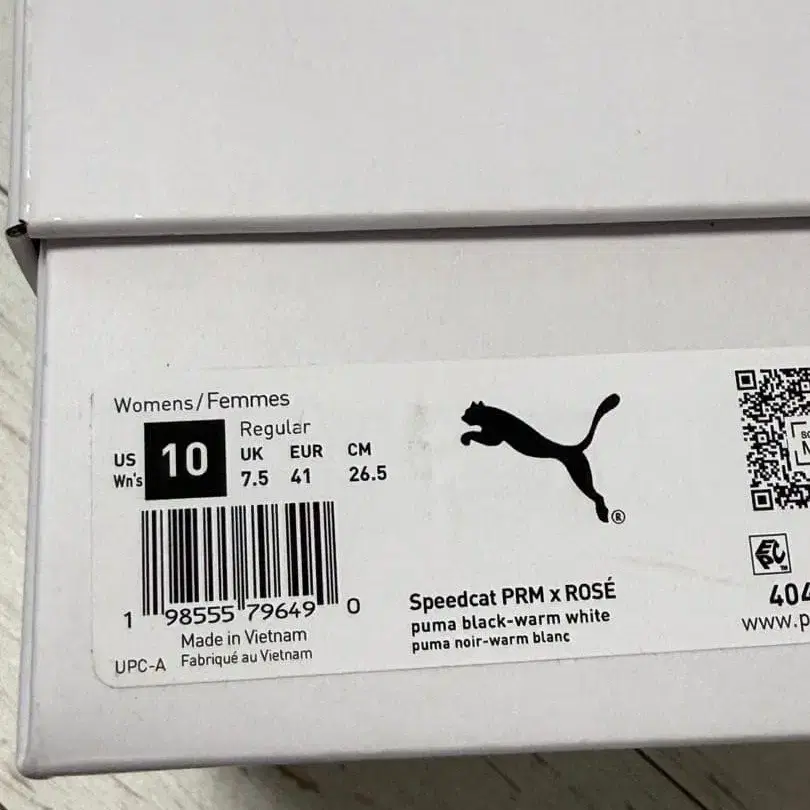 Womens/Femmes
Regular
US UK EUR CM
Wn's 10 7.5 41 26.5
®
1 98555 79649 0
Made in Vietnam
UPC-A Fabriqué au Vietnam
Speedcat PRM x ROSÉ
puma black-warm white
puma noir-warm blanc
404
www.p